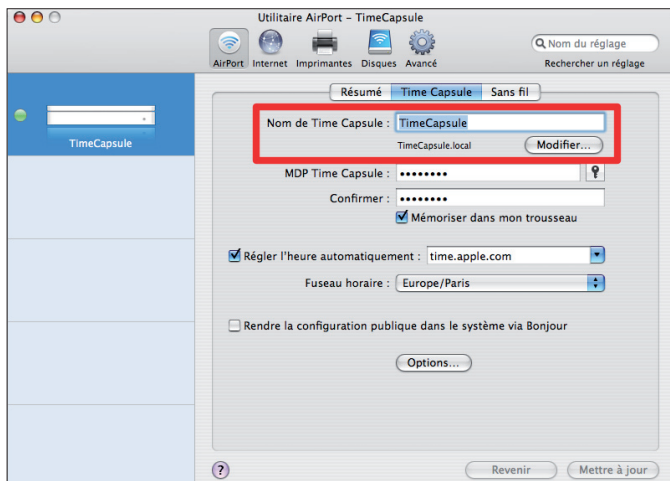 Utilitaire AirPort – TimeCapsule
AirPort Internet Imprimantes Disques Avancé
Nom du réglage
Rechercher un réglage
TimeCapsule
Résumé Time Capsule Sans fil
Nom de Time Capsule : TimeCapsule
TimeCapsule.local Modifier...
MDP Time Capsule : ••••••••
Confirmer : ••••••••
Mémoriser dans mon trousseau
Régler l'heure automatiquement : time.apple.com
Fuseau horaire : Europe/Paris
Rendre la configuration publique dans le système via Bonjour
Options...
? Revenir Mettre à jour